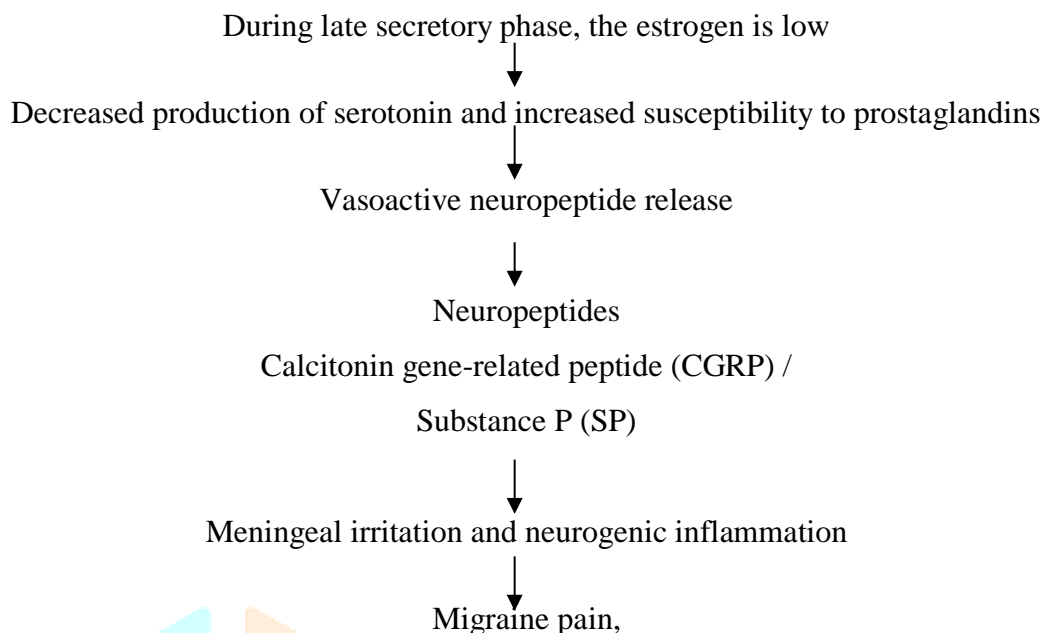 During late secretory phase, the estrogen is low
Decreased production of serotonin and increased susceptibility to prostaglandins
Vasoactive neuropeptide release
Neuropeptides
Calcitonin gene-related peptide (CGRP) /
Substance P (SP)
Meningeal irritation and neurogenic inflammation
Migraine pain,